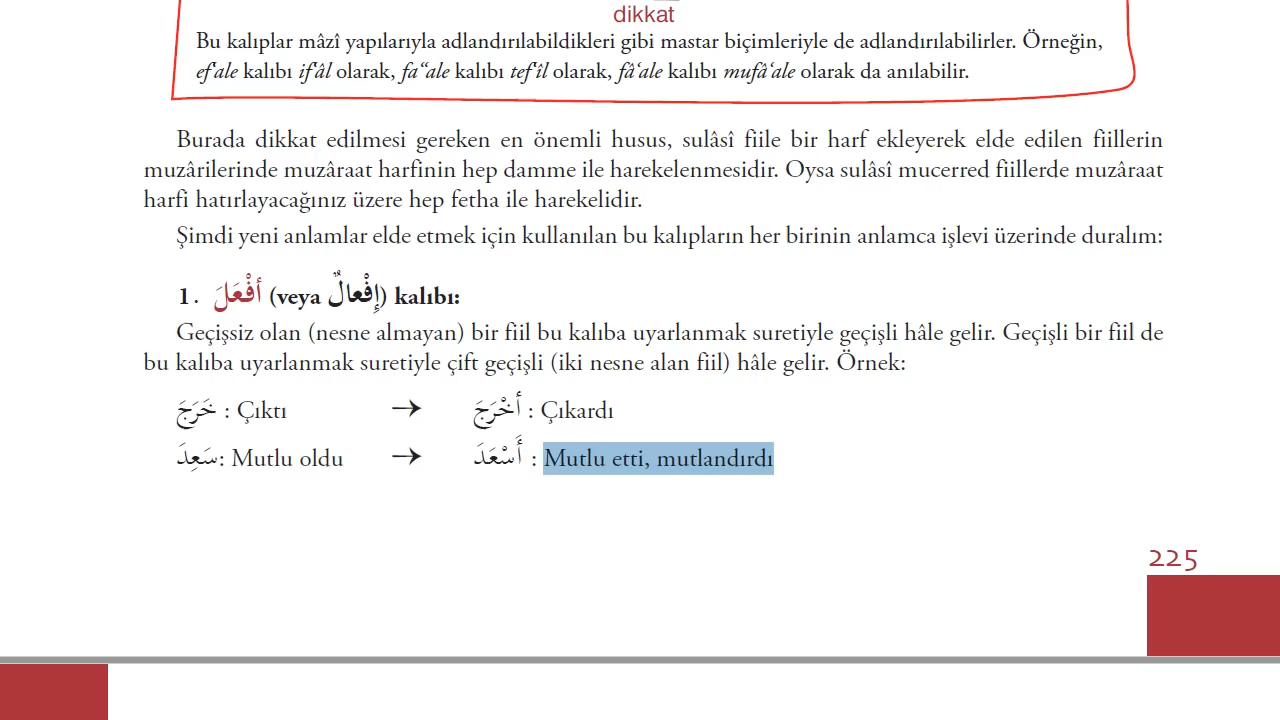 dikkat
Bu kalıplar mâzî yapılarıyla adlandırılabildikleri gibi mastar biçimleriyle de adlandırılabilirler. Örneğin,
ef‘ale kalıbı if‘âl olarak, fa‘‘ale kalıbı tef‘îl olarak, fâ‘ale kalıbı mufâ‘ale olarak da anılabilir.
Burada dikkat edilmesi gereken en önemli husus, sulâsî fiile bir harf ekleyerek elde edilen fiillerin
muzârilerinde muzâraat harfinin hep damme ile harekelenmesidir. Oysa sulâsî mucerred fiillerde muzâraat
harfi hatırlayacağınız üzere hep fetha ile harekelidir.
Şimdi yeni anlamlar elde etmek için kullanılan bu kalıpların her birinin anlamca işlevi üzerinde duralım:
1. أفْعَلَ (veya إِفْعالٌ) kalıbı:
Geçişsiz olan (nesne almayan) bir fiil bu kalıba uyarlanmak suretiyle geçişli hâle gelir. Geçişli bir fiil de
bu kalıba uyarlanmak suretiyle çift geçişli (iki nesne alan fiil) hâle gelir. Örnek:
خَرَجَ : Çıktı → أخْرَجَ : Çıkardı
سَعِدَ: Mutlu oldu → أَسْعَدَ : Mutlu etti, mutlandırdı
225